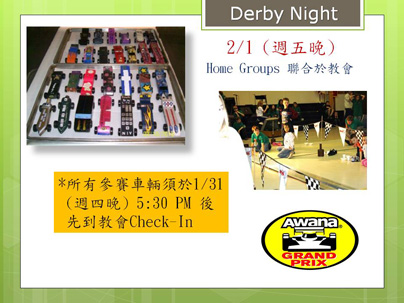 Derby Night
2/1 (週五晚)
Home Groups 聯合於教會
*所有參賽車輛須於1/31
(週四晚) 5:30 PM 後
先到教會Check-In
Awana
GRAND
PRIX